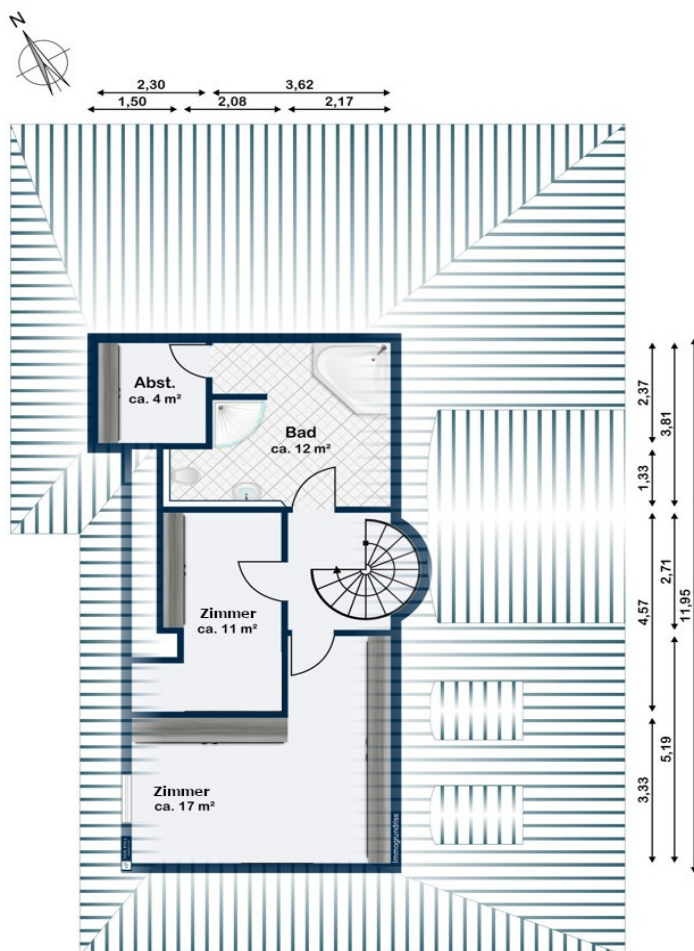 N
2,30
3,62
1,50
2,08
2,17
Abst.
ca. 4 m²
Bad
ca. 12 m²
Zimmer
ca. 11 m²
Zimmer
ca. 17 m²
2,37
3,81
1,33
2,71
11,95
4,57
5,19
3,33
Immogrundriss